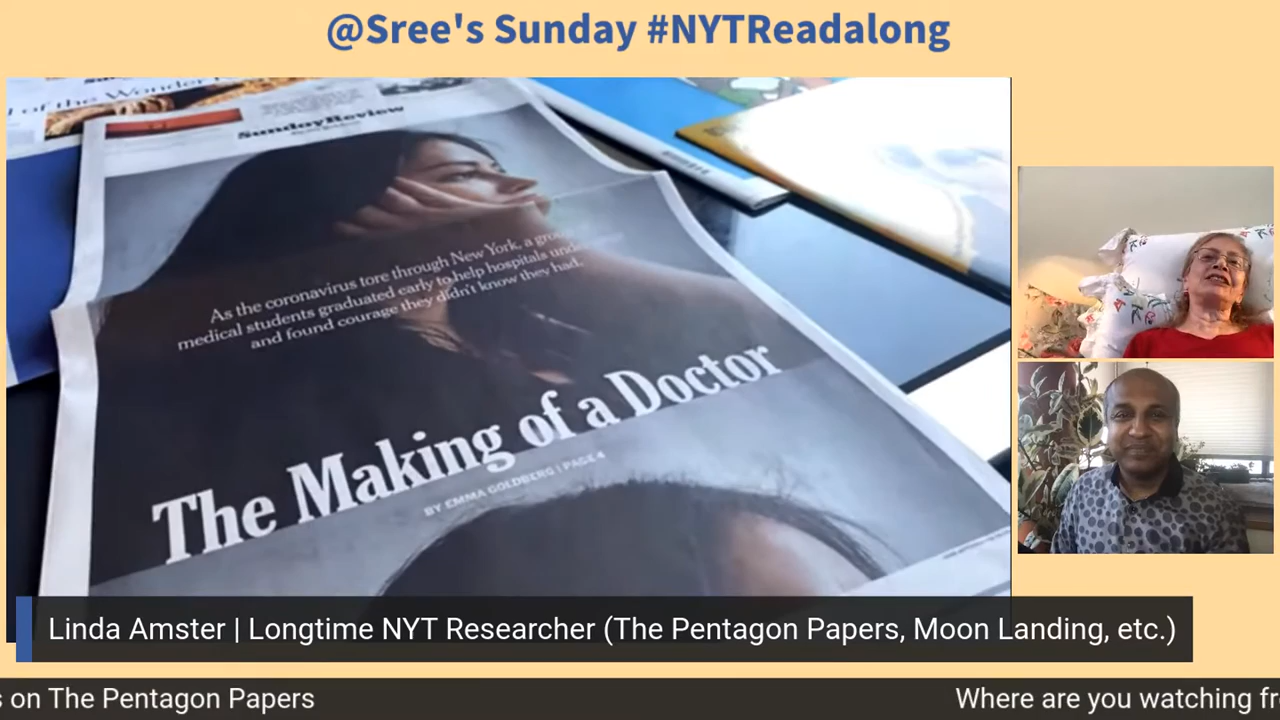 @Sree's Sunday #NYTReadalong
of the Wonder
SundayReview
As the coronavirus tore through New York, a
medical students graduated early to help hospitals
and found courage they didn't know they had.
The Making of a Doctor
BY EMMA GOLDBERG | PAGE 4
Linda Amster | Longtime NYT Researcher (The Pentagon Papers, Moon Landing, etc.)
s on The Pentagon Papers
Where are you watching fr